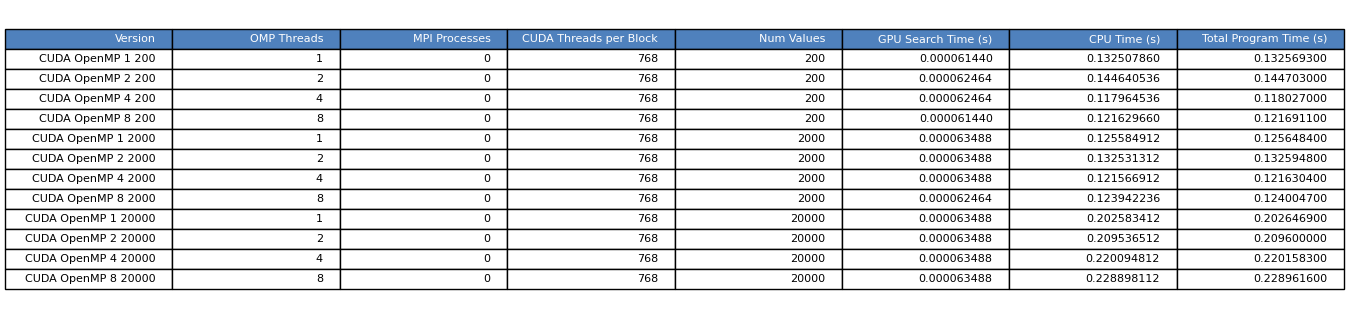 Version OMP Threads MPI Processes CUDA Threads per Block Num Values GPU Search Time (s) CPU Time (s) Total Program Time (s)
CUDA OpenMP 1 200 1 0 768 200 0.000061440 0.132507860 0.132569300
CUDA OpenMP 2 200 2 0 768 200 0.000062464 0.144640536 0.144703000
CUDA OpenMP 4 200 4 0 768 200 0.000062464 0.117964536 0.118027000
CUDA OpenMP 8 200 8 0 768 200 0.000061440 0.121629660 0.121691100
CUDA OpenMP 1 2000 1 0 768 2000 0.000063488 0.125584912 0.125648400
CUDA OpenMP 2 2000 2 0 768 2000 0.000063488 0.132531312 0.132594800
CUDA OpenMP 4 2000 4 0 768 2000 0.000063488 0.121566912 0.121630400
CUDA OpenMP 8 2000 8 0 768 2000 0.000062464 0.123942236 0.124004700
CUDA OpenMP 1 20000 1 0 768 20000 0.000063488 0.202583412 0.202646900
CUDA OpenMP 2 20000 2 0 768 20000 0.000063488 0.209536512 0.209600000
CUDA OpenMP 4 20000 4 0 768 20000 0.000063488 0.220094812 0.220158300
CUDA OpenMP 8 20000 8 0 768 20000 0.000063488 0.228898112 0.228961600